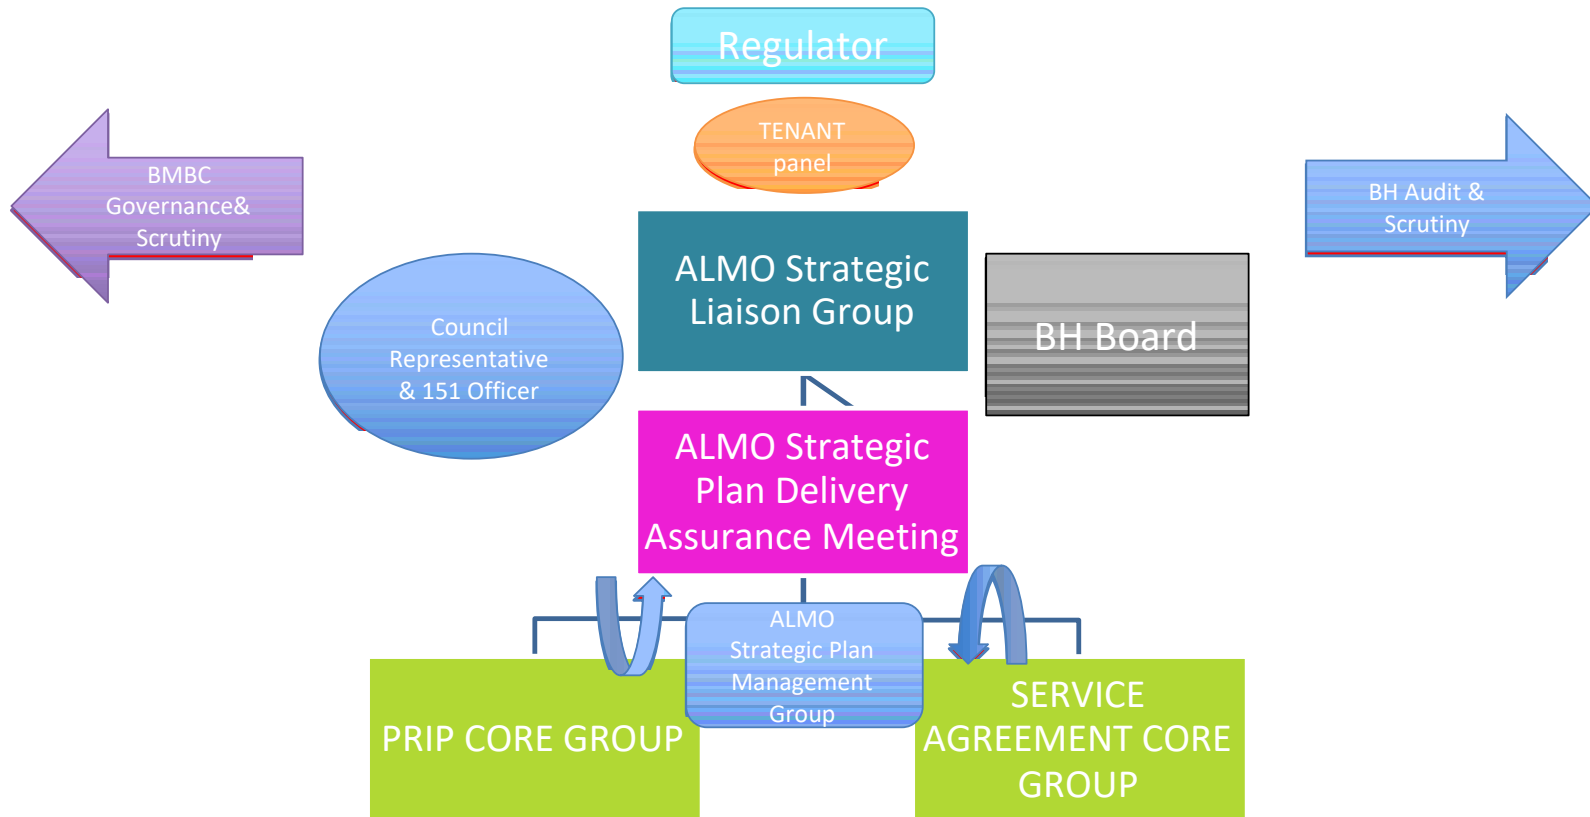 Regulator
TENANT
panel
BMBC
Governance&
Scrutiny
BH Audit &
Scrutiny
ALMO Strategic
Liaison Group
Council
Representative
& 151 Officer
BH Board
ALMO Strategic
Plan Delivery
Assurance Meeting
ALMO
Strategic Plan
Management
Group
PRIP CORE GROUP
SERVICE
AGREEMENT CORE
GROUP